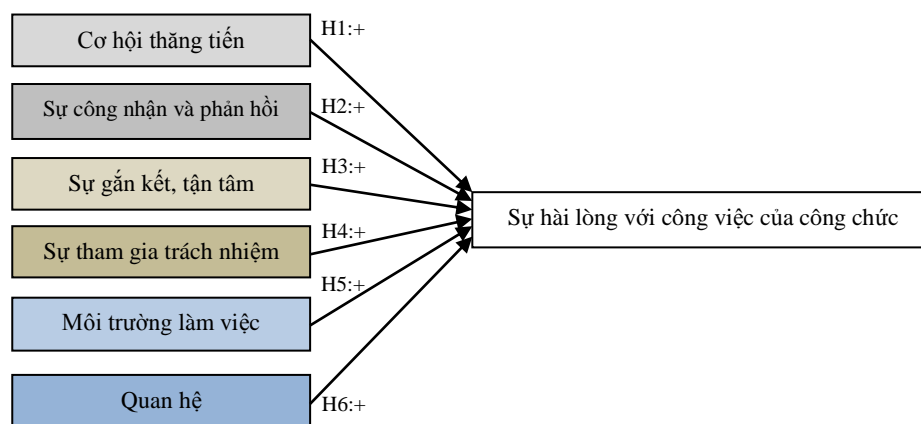 Cơ hội thăng tiến
H1:+
Sự công nhận và phản hồi
H2:+
Sự gắn kết, tận tâm
H3:+
Sự tham gia trách nhiệm
H4:+
Môi trường làm việc
H5:+
Quan hệ
H6:+
Sự hài lòng với công việc của công chức